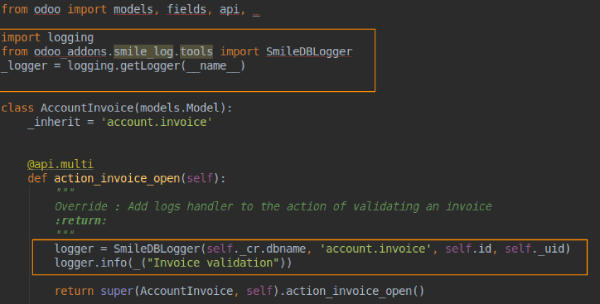 from odoo import models, fields, api, _
import logging
from odoo_addons.smile_log.tools import SmileDBLogger
_logger = logging.getLogger(__name__)
class AccountInvoice(models.Model):
_inherit = 'account.invoice'
@api.multi
def action_invoice_open(self):
"""
Override : Add logs handler to the action of validating an invoice
:return:
"""
logger = SmileDBLogger(self._cr.dbname, 'account.invoice', self.id, self._uid)
logger.info(_("Invoice validation"))
return super(AccountInvoice, self).action_invoice_open()